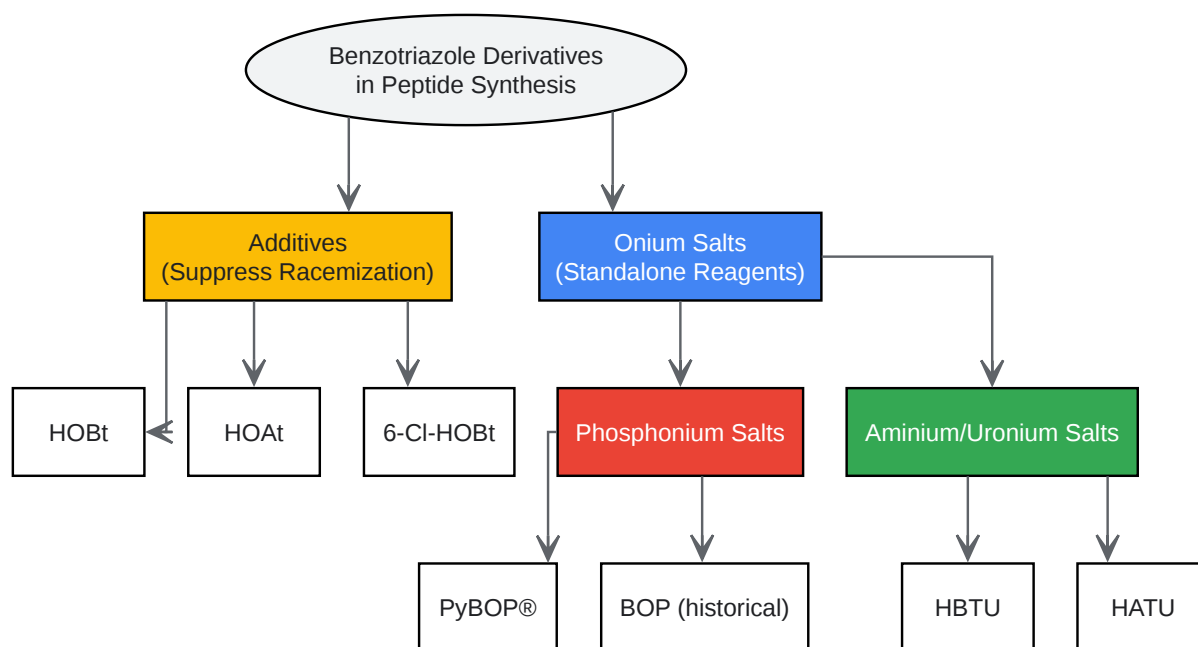 Benzotriazole Derivatives
in Peptide Synthesis
Additives
(Suppress Racemization)
Onium Salts
(Standalone Reagents)
HOBt
HOAt
6-Cl-HOBt
Phosphonium Salts
Aminium/Uronium Salts
PyBOP®
BOP (historical)
HBTU
HATU